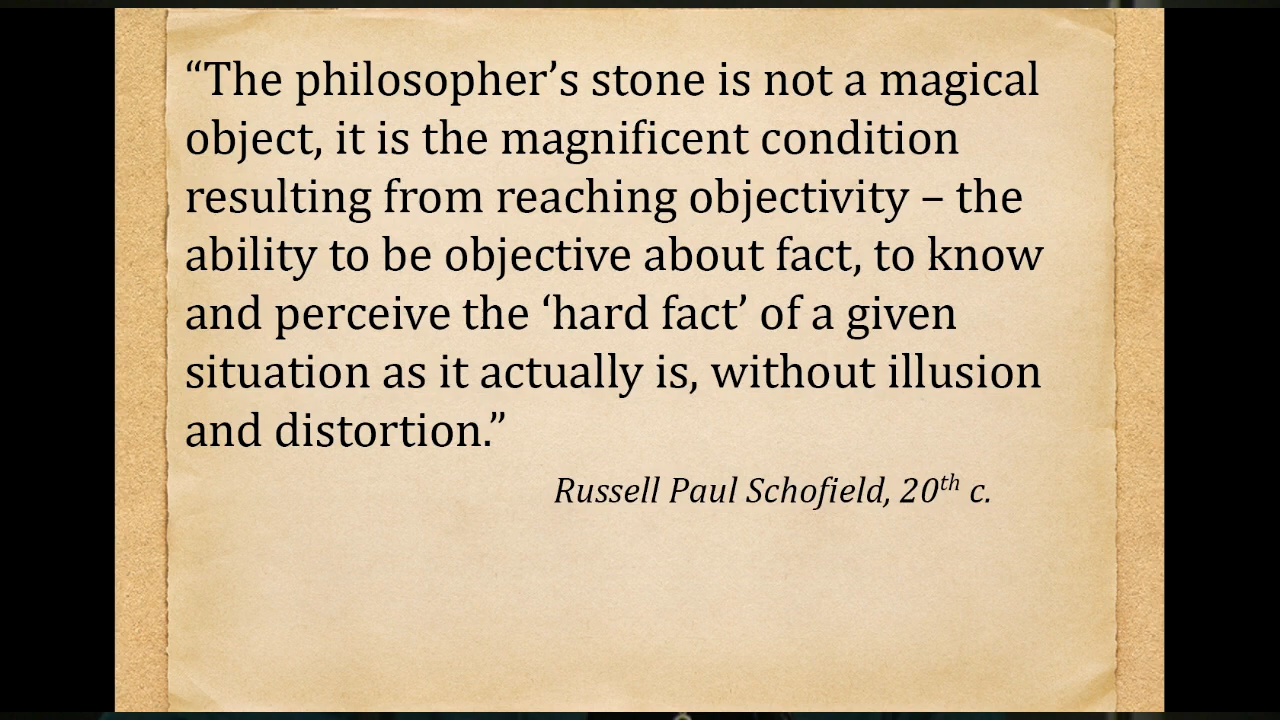 “The philosopher’s stone is not a magical
object, it is the magnificent condition
resulting from reaching objectivity – the
ability to be objective about fact, to know
and perceive the ‘hard fact’ of a given
situation as it actually is, without illusion
and distortion.”
Russell Paul Schofield, 20th c.